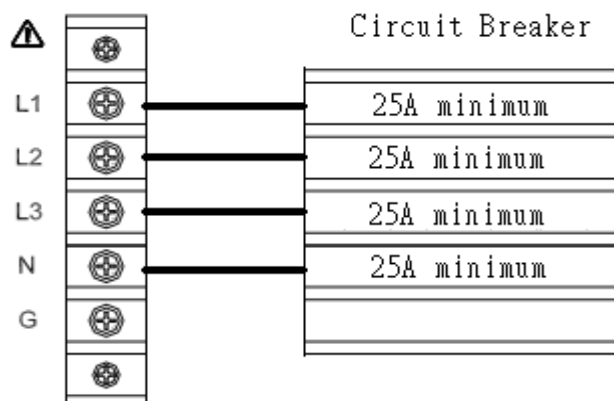 Circuit Breaker
L1 25A minimum
L2 25A minimum
L3 25A minimum
N 25A minimum
G